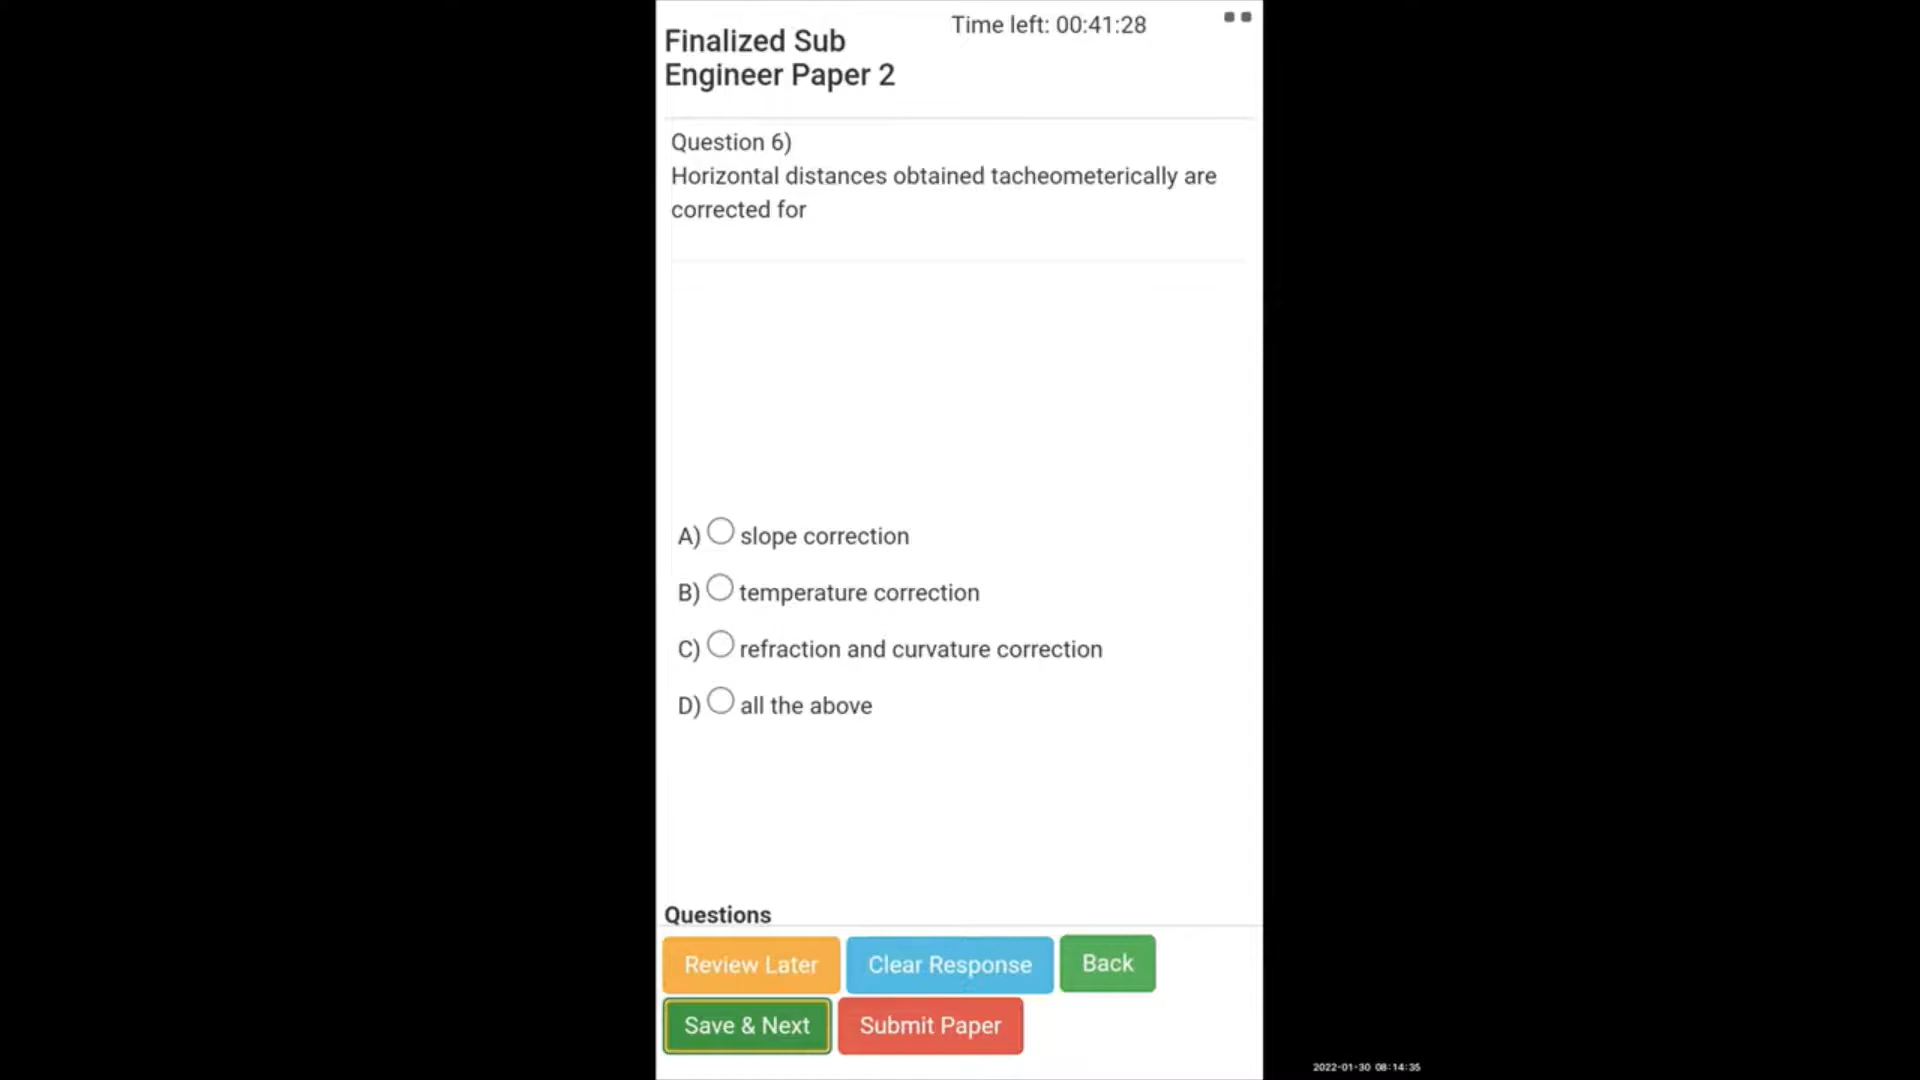 Finalized Sub
Engineer Paper 2
Time left: 00:41:28
Question 6)
Horizontal distances obtained tacheometerically are
corrected for
A) slope correction
B) temperature correction
C) refraction and curvature correction
D) all the above
Questions
Review Later
Clear Response
Back
Save & Next
Submit Paper
2022-01-30 08:14:35